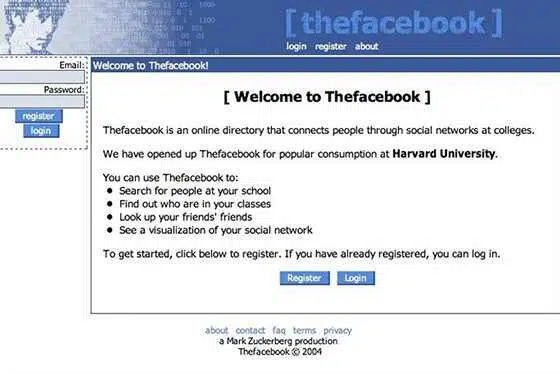 [ thefacebook ]
login register about
Email:
Password:
register
login
Welcome to Thefacebook!
[ Welcome to Thefacebook ]
Thefacebook is an online directory that connects people through social networks at colleges.
We have opened up Thefacebook for popular consumption at Harvard University.
You can use Thefacebook to:
• Search for people at your school
• Find out who are in your classes
• Look up your friends' friends
• See a visualization of your social network
To get started, click below to register. If you have already registered, you can log in.
Register Login
about contact faq terms privacy
a Mark Zuckerberg production
Thefacebook © 2004